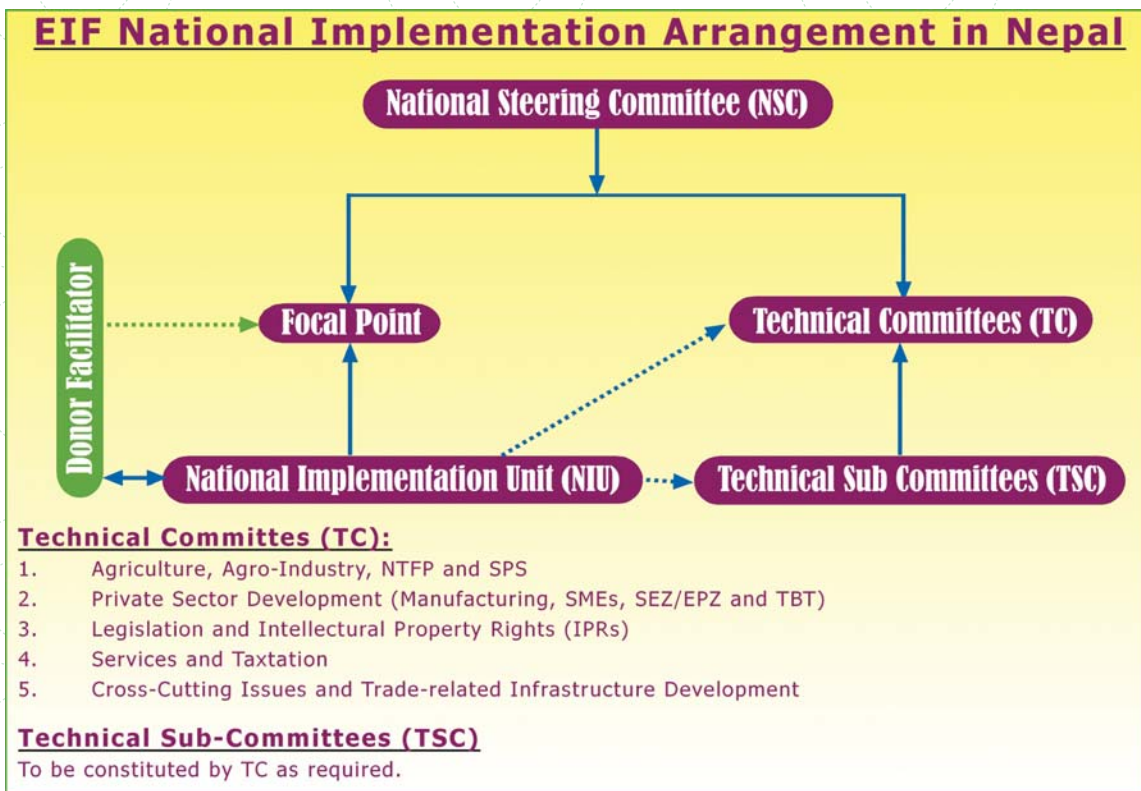 EIF National Implementation Arrangement in Nepal
National Steering Committee (NSC)
Donor Facilitator
Focal Point
Technical Committees (TC)
National Implementation Unit (NIU)
Technical Sub Committees (TSC)
Technical Committes (TC):
1. Agriculture, Agro-Industry, NTFP and SPS
2. Private Sector Development (Manufacturing, SMEs, SEZ/EPZ and TBT)
3. Legislation and Intellectural Property Rights (IPRs)
4. Services and Taxtation
5. Cross-Cutting Issues and Trade-related Infrastructure Development
Technical Sub-Committees (TSC)
To be constituted by TC as required.